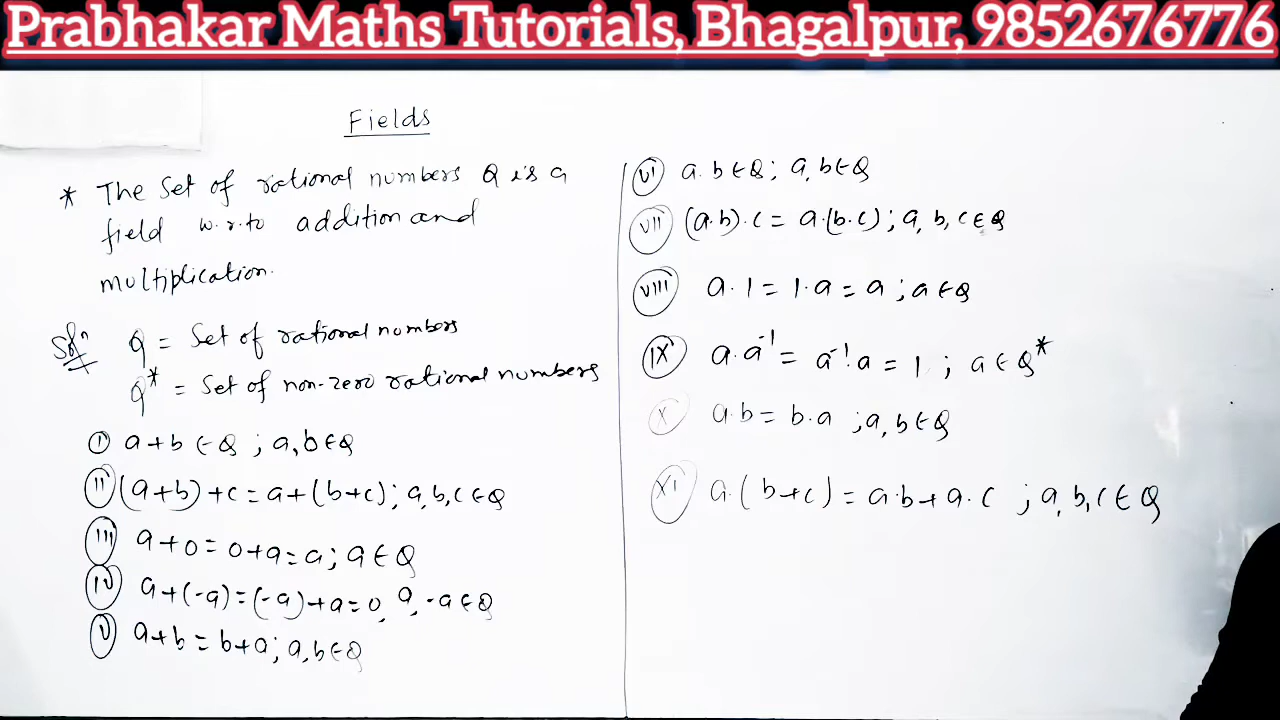 Prabhakar Maths Tutorials, Bhagalpur, 9852676776
Fields
* The set of rational numbers Q is a
field w.r.to addition and
multiplication.
Solⁿ Q = Set of rational numbers
Q* = Set of non-zero rational numbers
(i) a+b ∈ Q ; a,b ∈ Q
(ii) (a+b)+c = a+(b+c); a,b,c ∈ Q
(iii) a+0 = 0+a = a; a ∈ Q
(iv) a+(-a) = (-a)+a = 0, a, -a ∈ Q
(v) a+b = b+a; a,b ∈ Q
(vi) a.b ∈ Q; a,b ∈ Q
(vii) (a.b).c = a.(b.c); a,b,c ∈ Q
(viii) a.1 = 1.a = a; a ∈ Q
(ix) a.a⁻¹ = a⁻¹.a = 1; a ∈ Q*
(x) a.b = b.a; a,b ∈ Q
(xi) a.(b+c) = a.b+a.c ; a,b,c ∈ Q